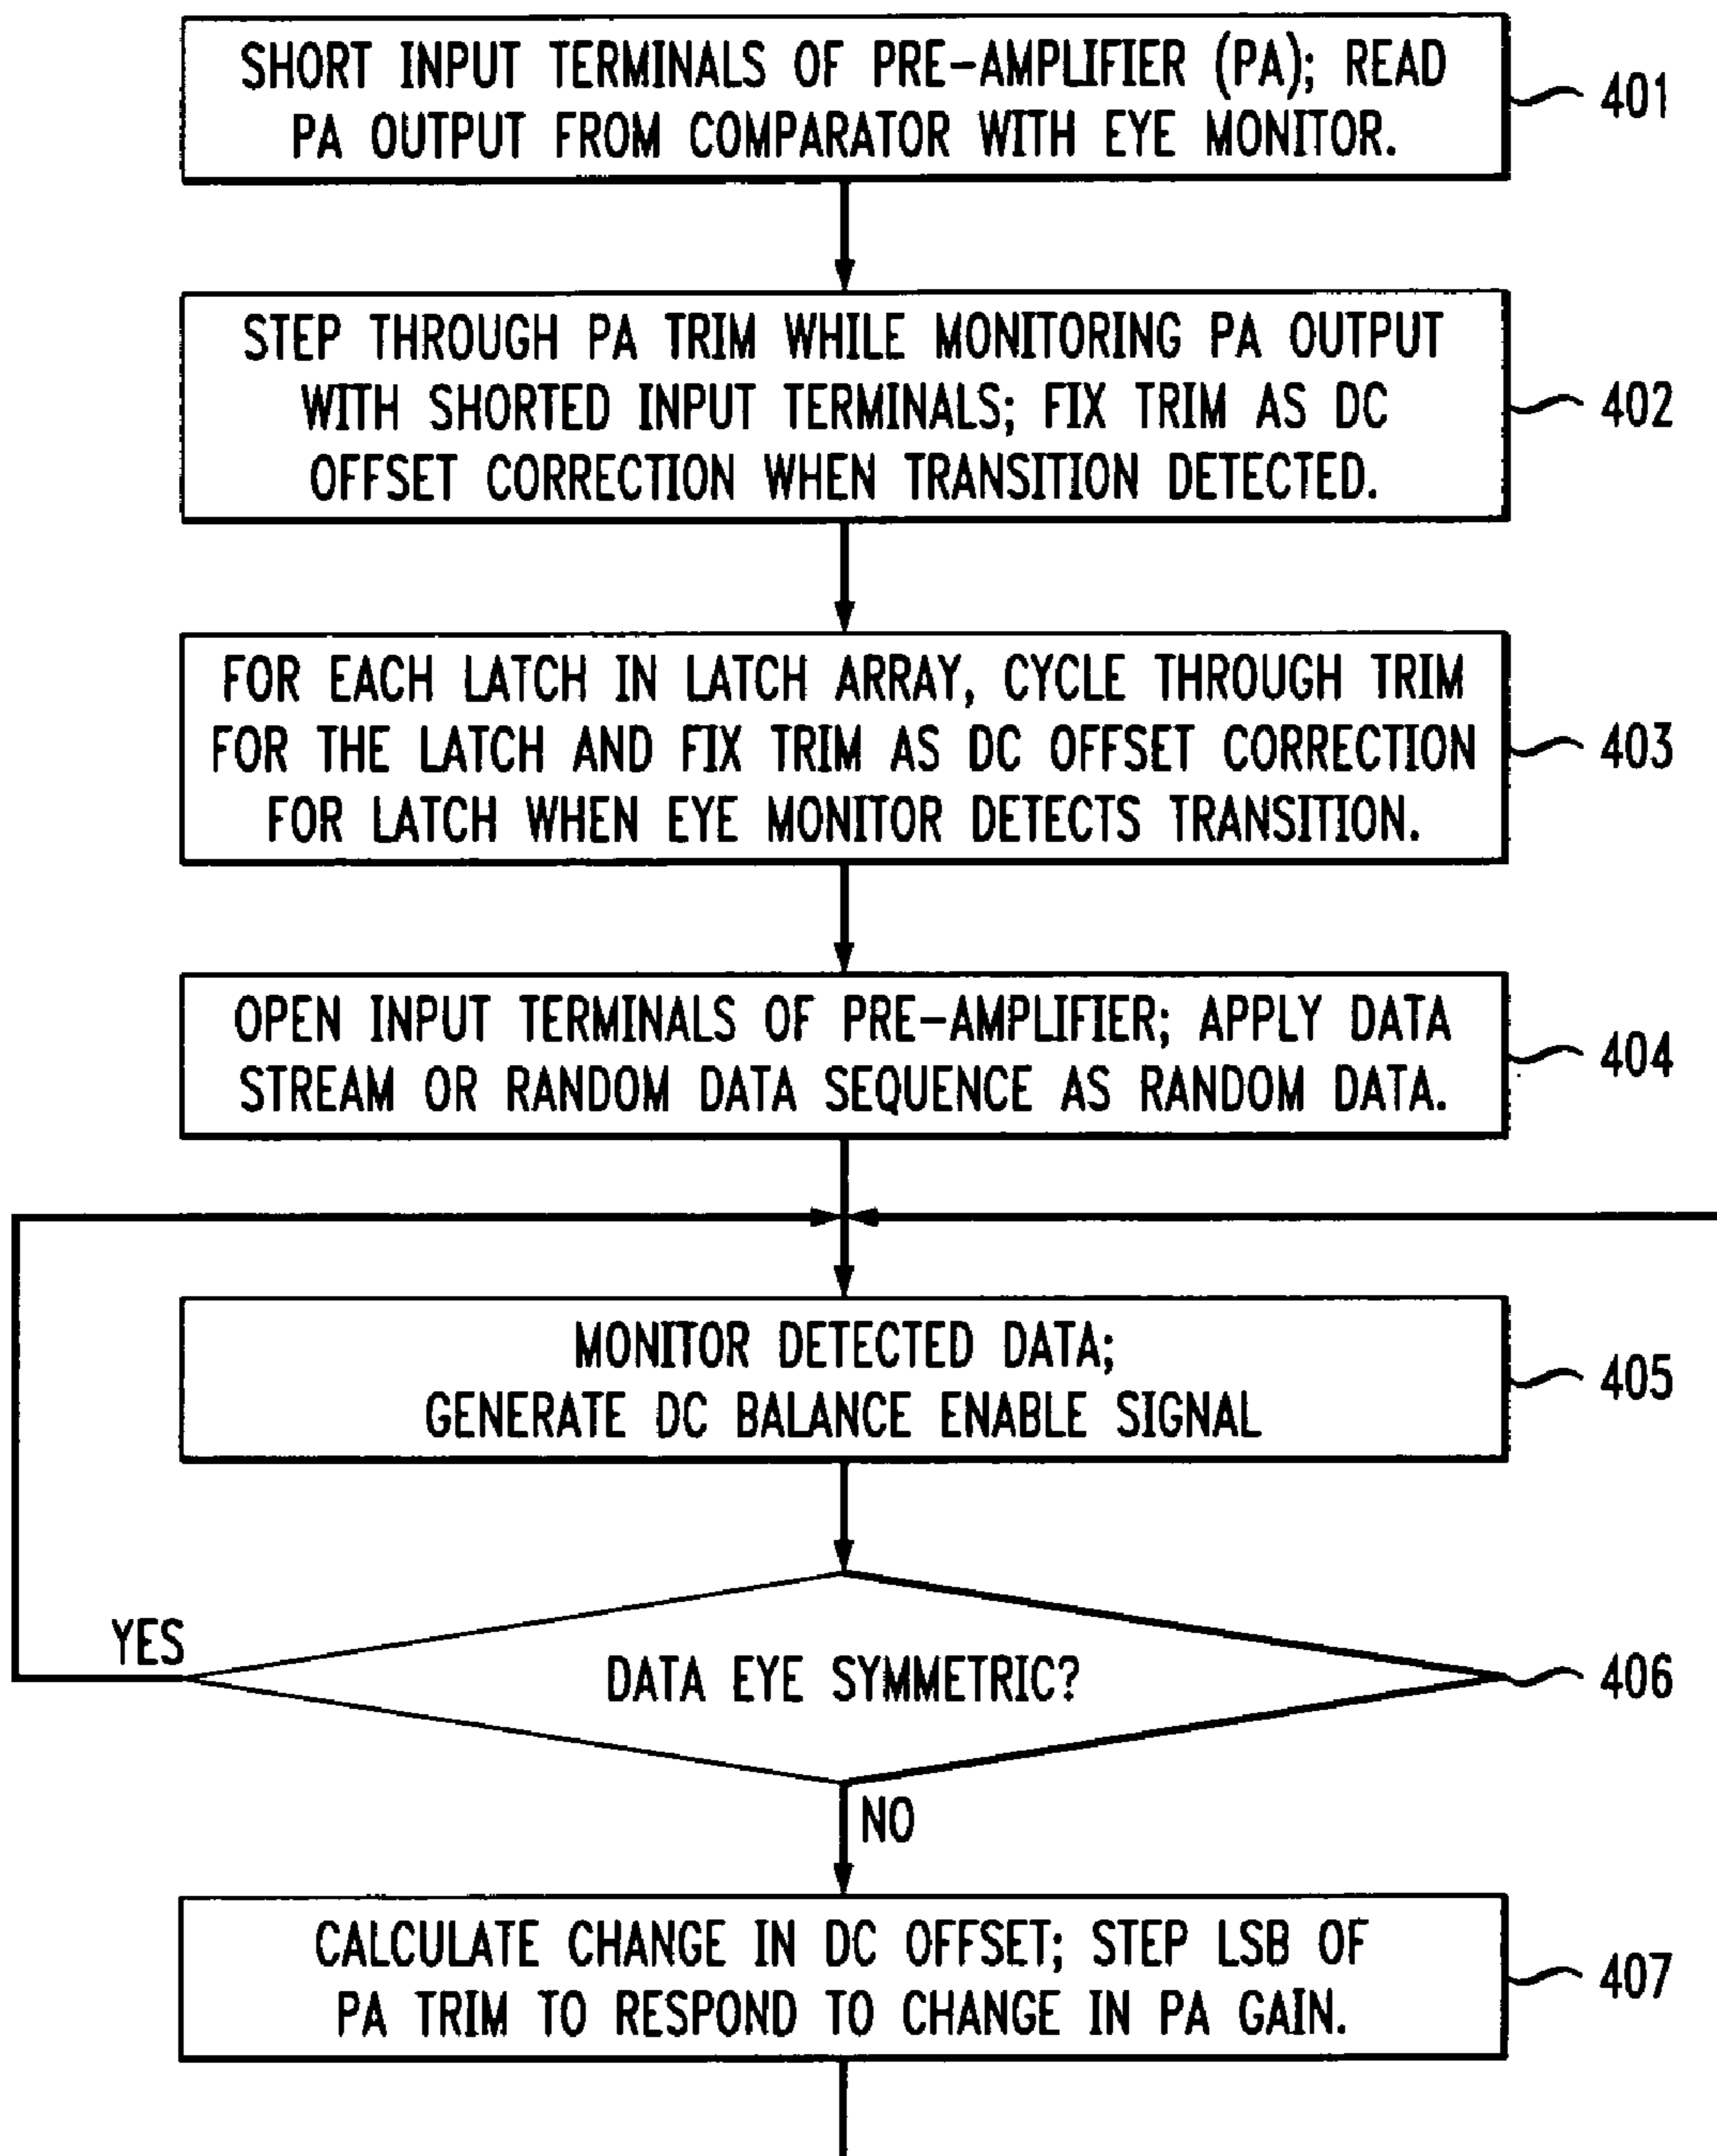 SHORT INPUT TERMINALS OF PRE-AMPLIFIER (PA); READ
PA OUTPUT FROM COMPARATOR WITH EYE MONITOR.
401
STEP THROUGH PA TRIM WHILE MONITORING PA OUTPUT
WITH SHORTED INPUT TERMINALS; FIX TRIM AS DC
OFFSET CORRECTION WHEN TRANSITION DETECTED.
402
FOR EACH LATCH IN LATCH ARRAY, CYCLE THROUGH TRIM
FOR THE LATCH AND FIX TRIM AS DC OFFSET CORRECTION
FOR LATCH WHEN EYE MONITOR DETECTS TRANSITION.
403
OPEN INPUT TERMINALS OF PRE-AMPLIFIER; APPLY DATA
STREAM OR RANDOM DATA SEQUENCE AS RANDOM DATA.
404
MONITOR DETECTED DATA;
GENERATE DC BALANCE ENABLE SIGNAL
405
YES
DATA EYE SYMMETRIC?
406
NO
CALCULATE CHANGE IN DC OFFSET; STEP LSB OF
PA TRIM TO RESPOND TO CHANGE IN PA GAIN.
407